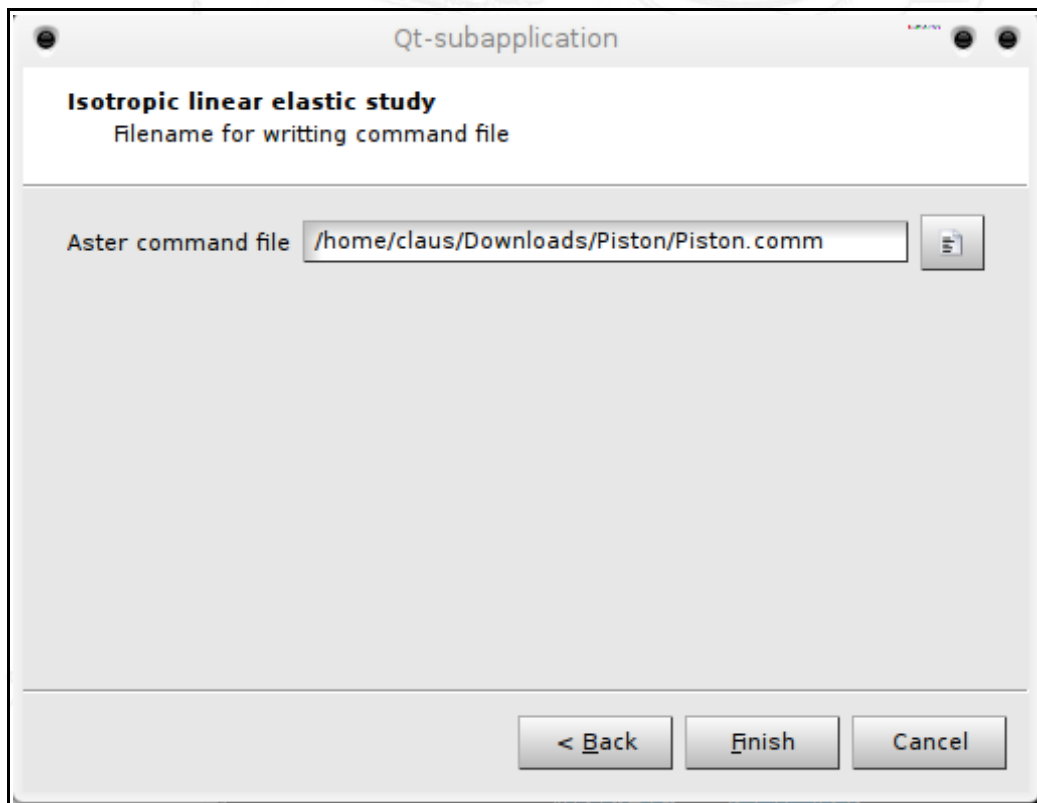 Qt-subapplication
Isotropic linear elastic study
Filename for writting command file
Aster command file /home/claus/Downloads/Piston/Piston.comm
< Back Finish Cancel